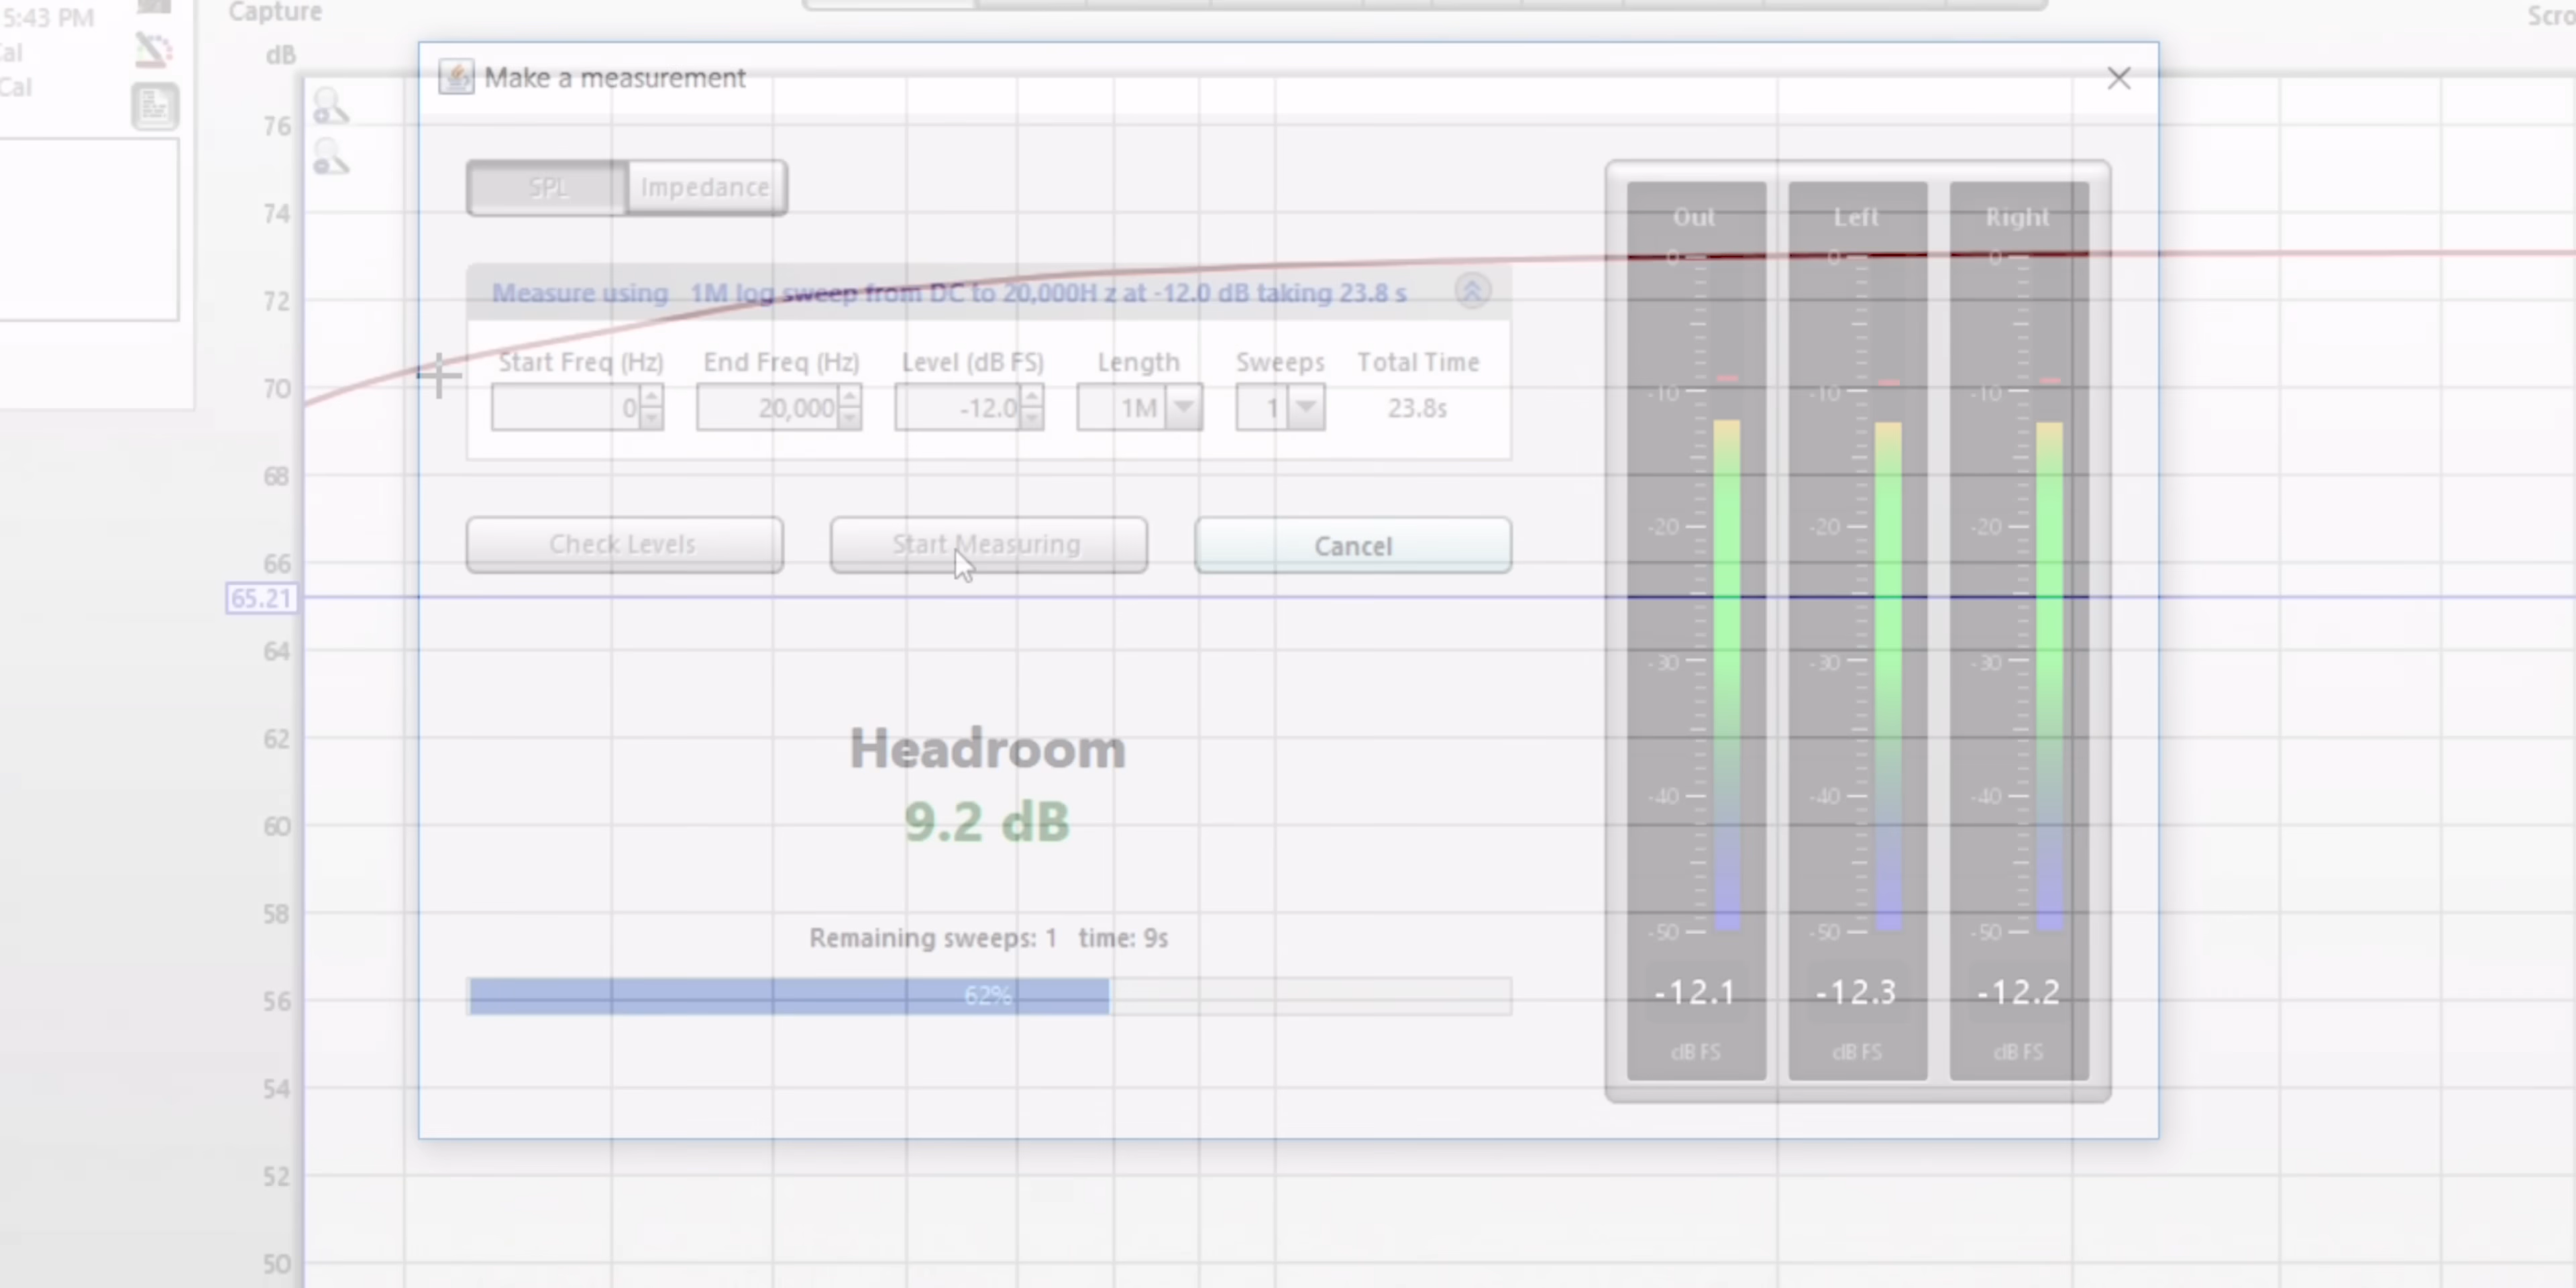 5:43 PM
Cal
Cal
Capture
Scro
dB
76
74
72
70
68
66
65.21
64
62
60
58
56
54
52
50
Make a measurement
SPL
Impedance
Measure using 1M log sweep from DC to 20,000H z at -12.0 dB taking 23.8 s
Start Freq (Hz) End Freq (Hz) Level (dB FS) Length Sweeps Total Time
0 20,000 -12.0 1M 1 23.8s
Check Levels Start Measuring Cancel
Headroom
9.2 dB
Remaining sweeps: 1 time: 9s
62%
Out Left Right
0 0 0
-10 -10 -10
-20 -20 -20
-30 -30 -30
-40 -40 -40
-50 -50 -50
-12.1 -12.3 -12.2
dB FS dB FS dB FS